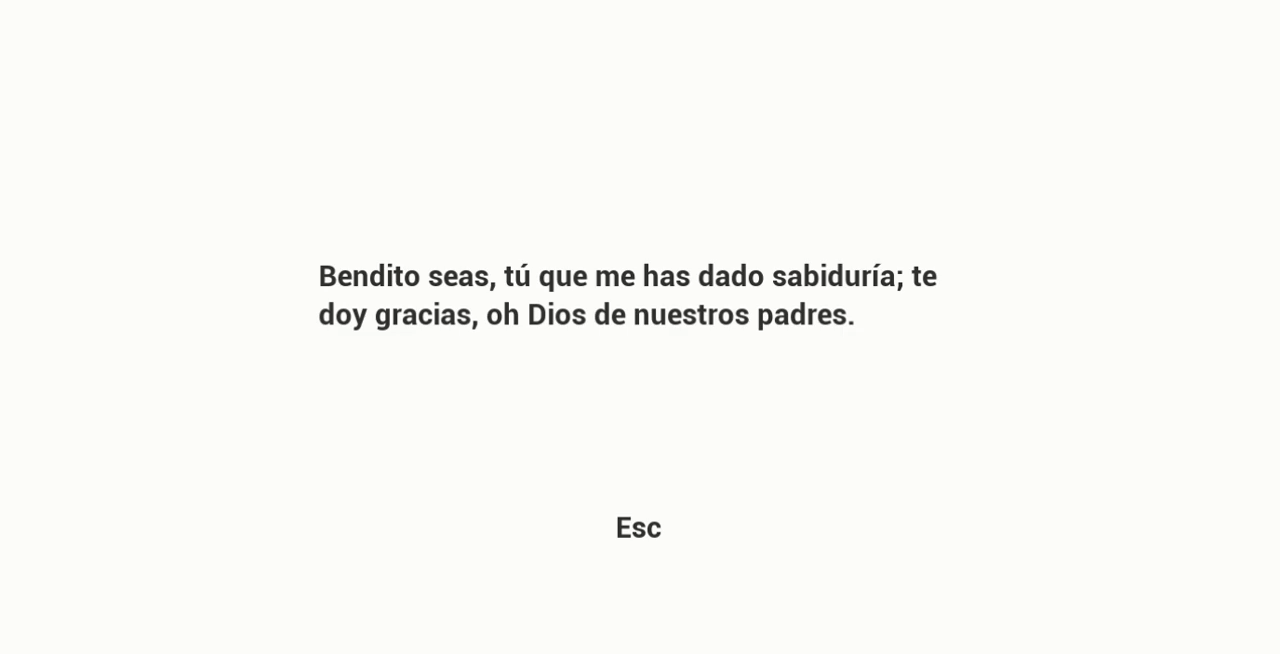 Bendito seas, tú que me has dado sabiduría; te
doy gracias, oh Dios de nuestros padres.
Esc